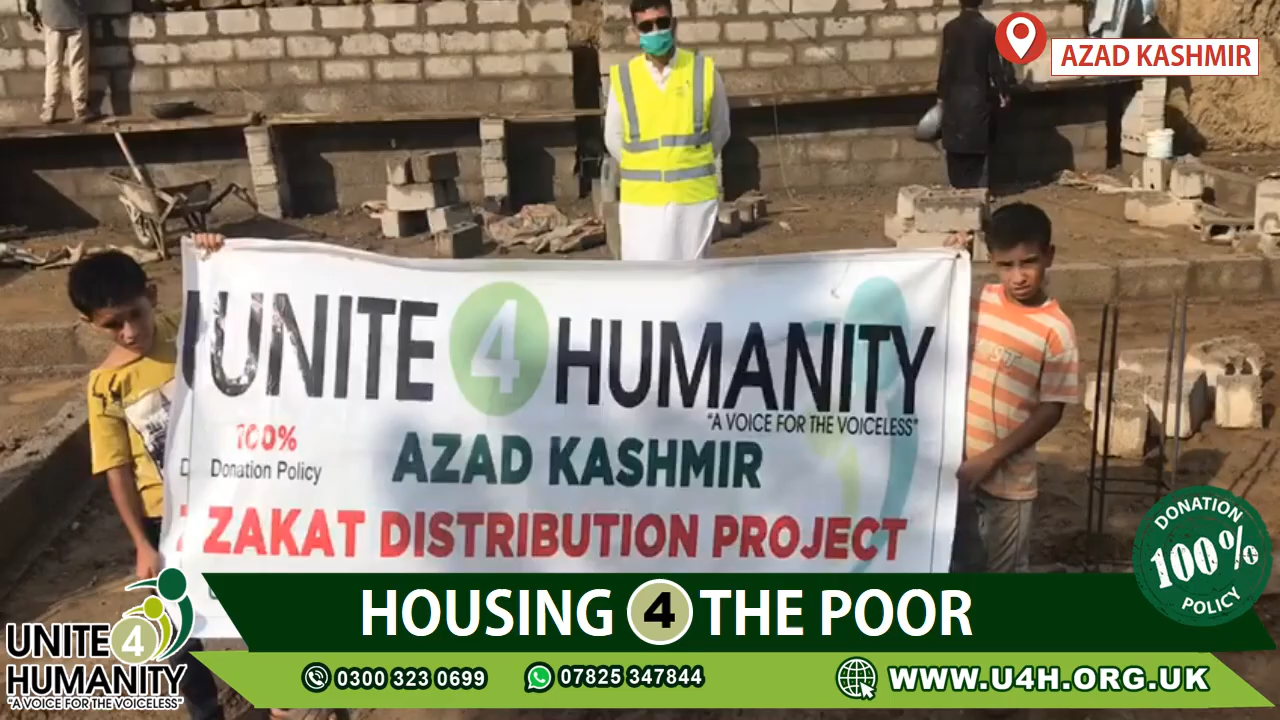 AZAD KASHMIR
UNITE 4 HUMANITY
"A VOICE FOR THE VOICELESS"
100%
Donation Policy
AZAD KASHMIR
ZAKAT DISTRIBUTION PROJECT
DONATION
100%
POLICY
HOUSING 4 THE POOR
UNITE 4
HUMANITY
"A VOICE FOR THE VOICELESS"
0300 323 0699
07825 347844
WWW.U4H.ORG.UK